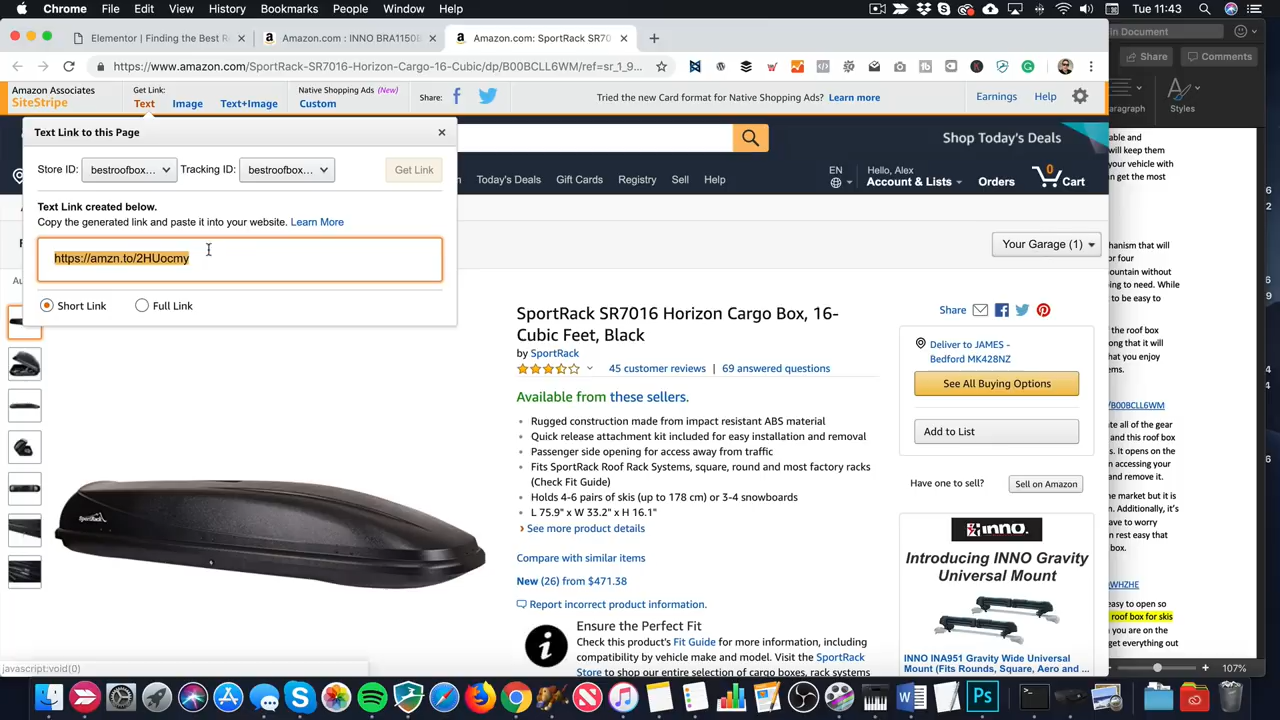 Chrome File Edit View History Bookmarks People Window Help Tue 11:43
Elementor | Finding the Best R
Amazon.com : INNO BRA1150
Amazon.com: SportRack SR70
in Document
https://www.amazon.com/SportRack-SR7016-Horizon-Cargo-Box-Cubic/dp/B00BCLL6WM/ref=sr_1_9...
Share
Comments
Amazon Associates
SiteStripe
Get Link:
Text Image Text+Image
Native Shopping Ads (New)
Custom
Share:
Tried the new Card format for Native Shopping Ads? Learn more
Earnings Help
aragraph
Styles
Text Link to this Page
Store ID: bestroofbox... Tracking ID: bestroofbox... Get Link
Text Link created below.
Copy the generated link and paste it into your website. Learn More
https://amzn.to/2HUocmy
Short Link Full Link
Shop Today's Deals
Today's Deals Gift Cards Registry Sell Help
EN
Hello, Alex
Account & Lists
Orders
0
Cart
Your Garage (1)
Au
SportRack SR7016 Horizon Cargo Box, 16-
Cubic Feet, Black
by SportRack
45 customer reviews | 69 answered questions
Available from these sellers.
Rugged construction made from impact resistant ABS material
Quick release attachment kit included for easy installation and removal
Passenger side opening for access away from traffic
Fits SportRack Roof Rack Systems, square, round and most factory racks
(Check Fit Guide)
Holds 4-6 pairs of skis (up to 178 cm) or 3-4 snowboards
L 75.9" x W 33.2" x H 16.1"
› See more product details
Compare with similar items
New (26) from $471.38
Report incorrect product information.
Ensure the Perfect Fit
Check this product's Fit Guide for more information, including
compatibility by vehicle make and model. Visit the SportRack
Store to shop our entire selection of cargo boxes, rack systems
SportRack
Share
Deliver to JAMES -
Bedford MK428NZ
See All Buying Options
Add to List
Have one to sell? Sell on Amazon
INNO.
Introducing INNO Gravity
Universal Mount
INNO INA951 Gravity Wide Universal
Mount (Fits Rounds, Square, Aero and ...
able and
will keep them
your vehicle with
an get the most
hanism that will
or four
mountain without
ing to need. While
to be easy to
of the roof box
ong that it will
hat you enjoy
ems.
/B00BCLL6WM
ate all of the gear
and this roof box
s. It opens on the
n accessing your
and remove it.
he market but it is
n. Additionally, it's
ave to worry
n rest easy that
box.
QWHZHE
easy to open so
roof box for skis
n you are on the
get everything out
107%
javascript:void(0)
W
Ps